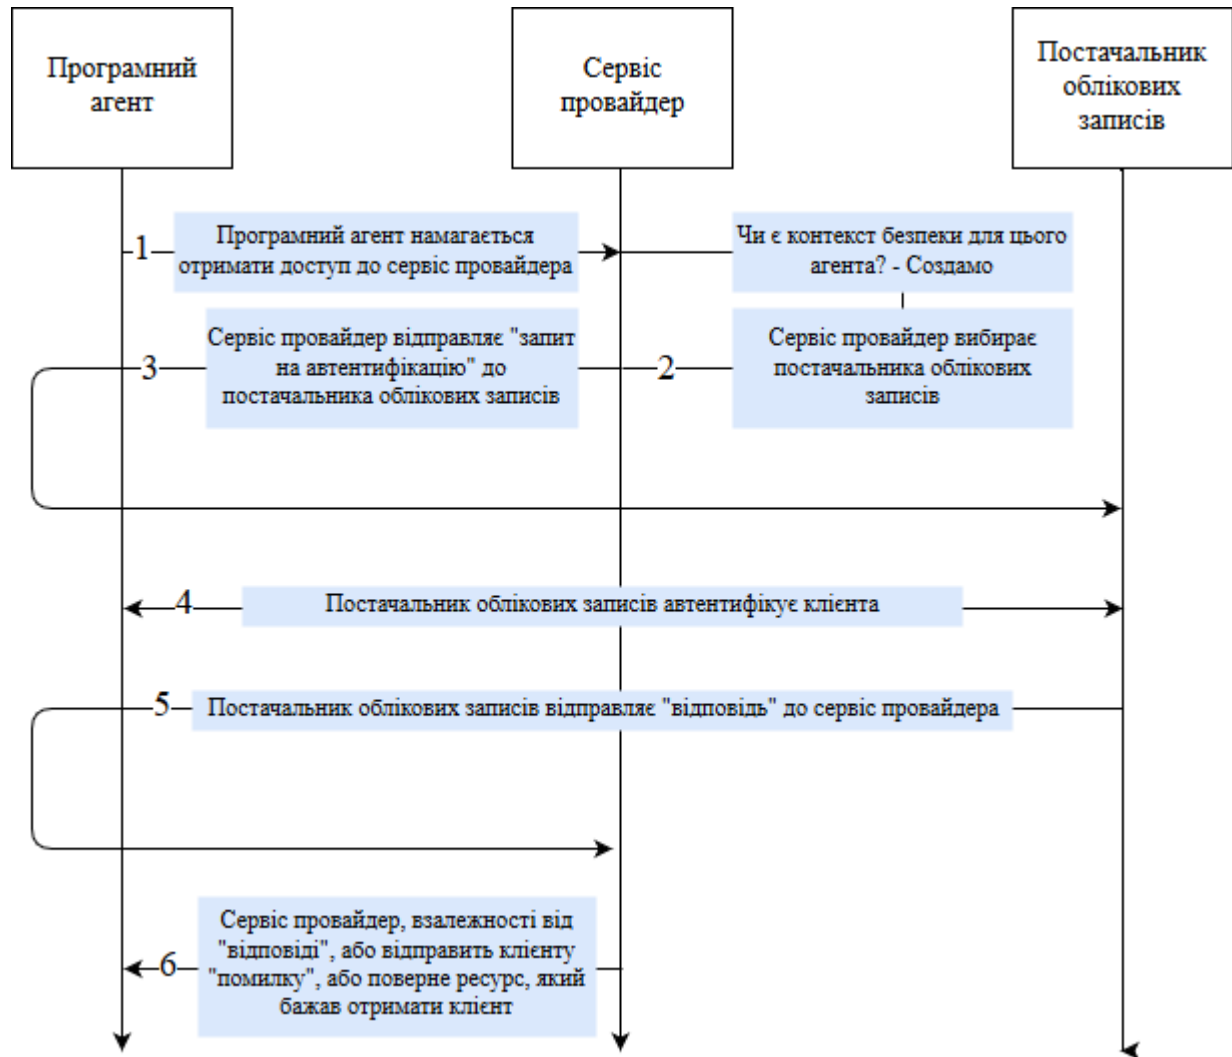 Програмний
агент
Сервіс
провайдер
Постачальник
облікових
записів
1
Програмний агент намагається
отримати доступ до сервіс провайдера
Чи є контекст безпеки для цього
агента? - Создамо
3
Сервіс провайдер відправляє "запит
на автентифікацію" до
постачальника облікових записів
2
Сервіс провайдер вибирає
постачальника облікових
записів
4
Постачальник облікових записів автентифікує клієнта
5
Постачальник облікових записів відправляє "відповідь" до сервіс провайдера
6
Сервіс провайдер, взалежності від
"відповіді", або відправить клієнту
"помилку", або поверне ресурс, який
бажав отримати клієнт